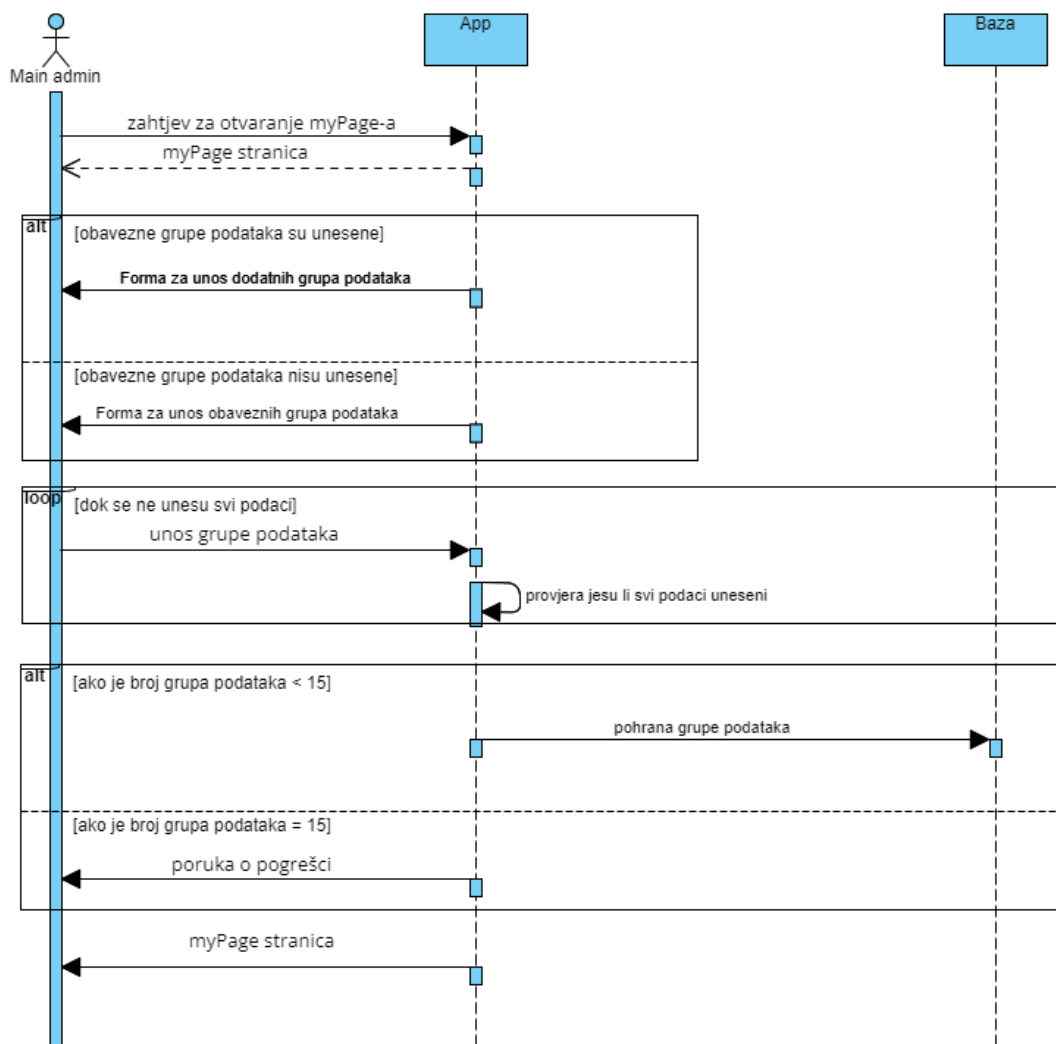 App
Baza
Main admin
zahtjev za otvaranje myPage-a
myPage stranica
alt
[obavezne grupe podataka su unesene]
Forma za unos dodatnih grupa podataka
[obavezne grupe podataka nisu unesene]
Forma za unos obaveznih grupa podataka
loop
[dok se ne unesu svi podaci]
unos grupe podataka
provjera jesu li svi podaci uneseni
alt
[ako je broj grupa podataka < 15]
pohrana grupe podataka
[ako je broj grupa podataka = 15]
poruka o pogrešci
myPage stranica